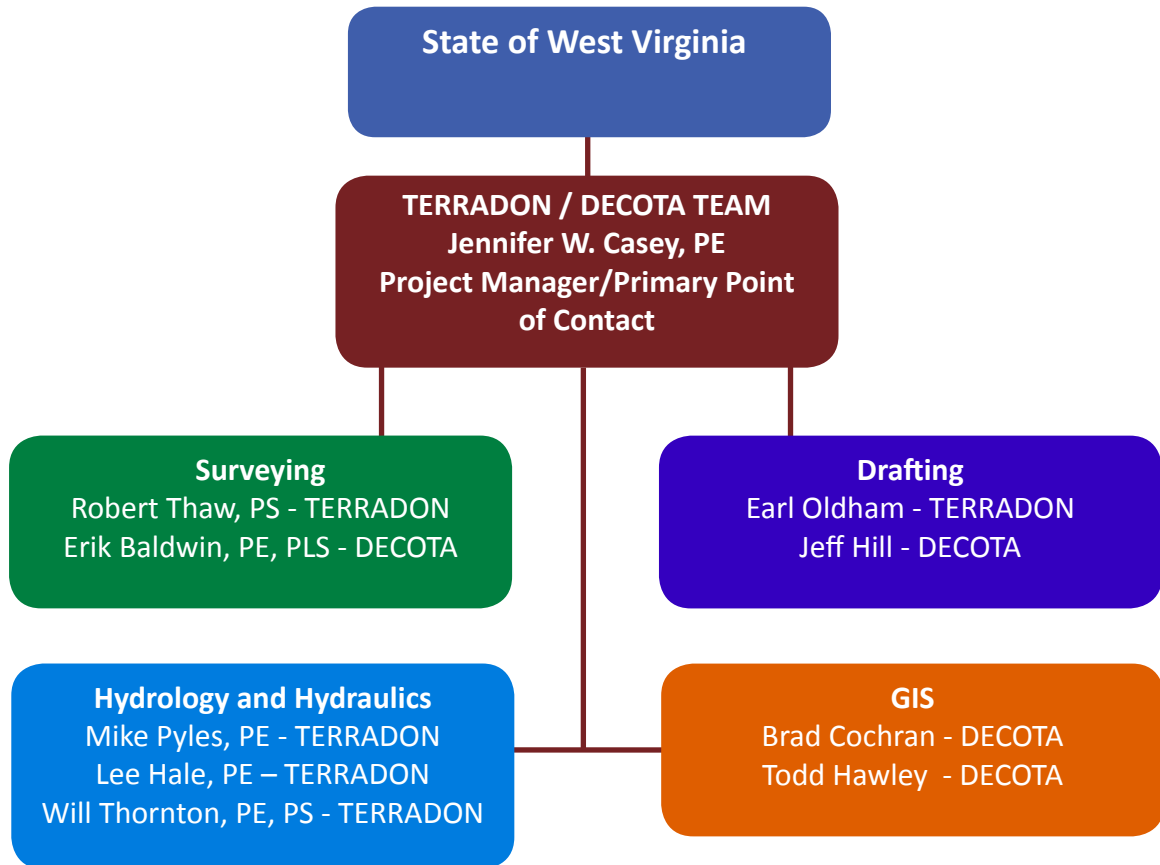 State of West Virginia
TERRADON / DECOTA TEAM
Jennifer W. Casey, PE
Project Manager/Primary Point
of Contact
Surveying
Robert Thaw, PS - TERRADON
Erik Baldwin, PE, PLS - DECOTA
Drafting
Earl Oldham - TERRADON
Jeff Hill - DECOTA
Hydrology and Hydraulics
Mike Pyles, PE - TERRADON
Lee Hale, PE – TERRADON
Will Thornton, PE, PS - TERRADON
GIS
Brad Cochran - DECOTA
Todd Hawley  - DECOTA